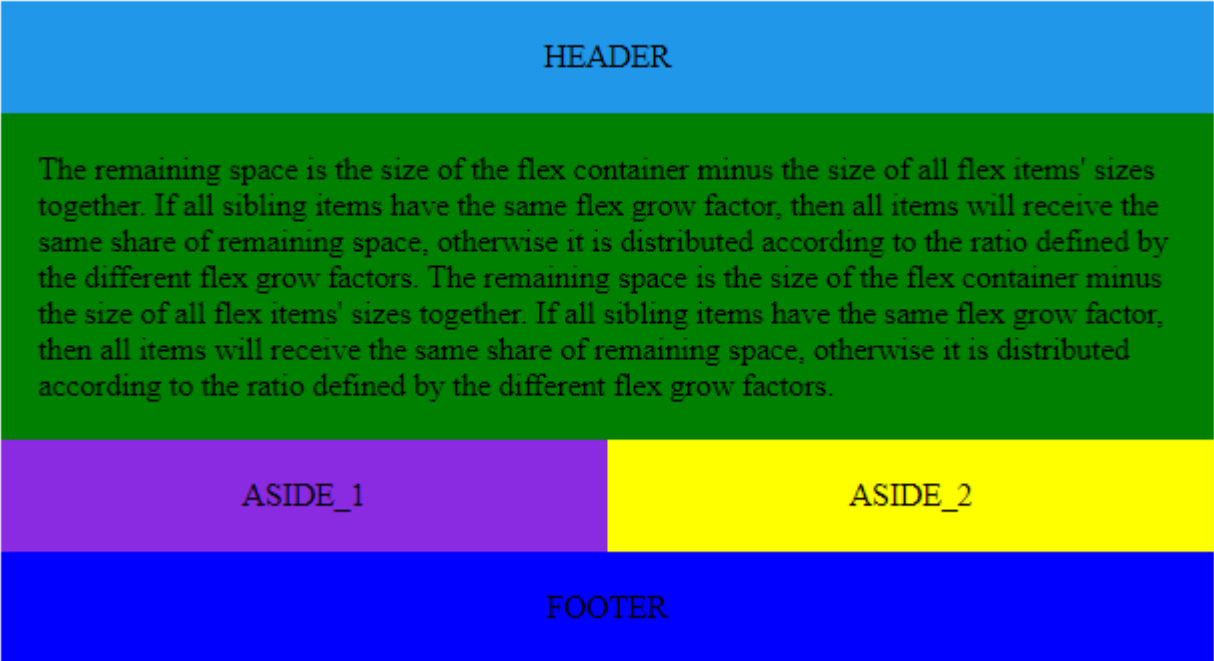 HEADER
The remaining space is the size of the flex container minus the size of all flex items' sizes
together. If all sibling items have the same flex grow factor, then all items will receive the
same share of remaining space, otherwise it is distributed according to the ratio defined by
the different flex grow factors. The remaining space is the size of the flex container minus
the size of all flex items' sizes together. If all sibling items have the same flex grow factor,
then all items will receive the same share of remaining space, otherwise it is distributed
according to the ratio defined by the different flex grow factors.
ASIDE_1
ASIDE_2
FOOTER